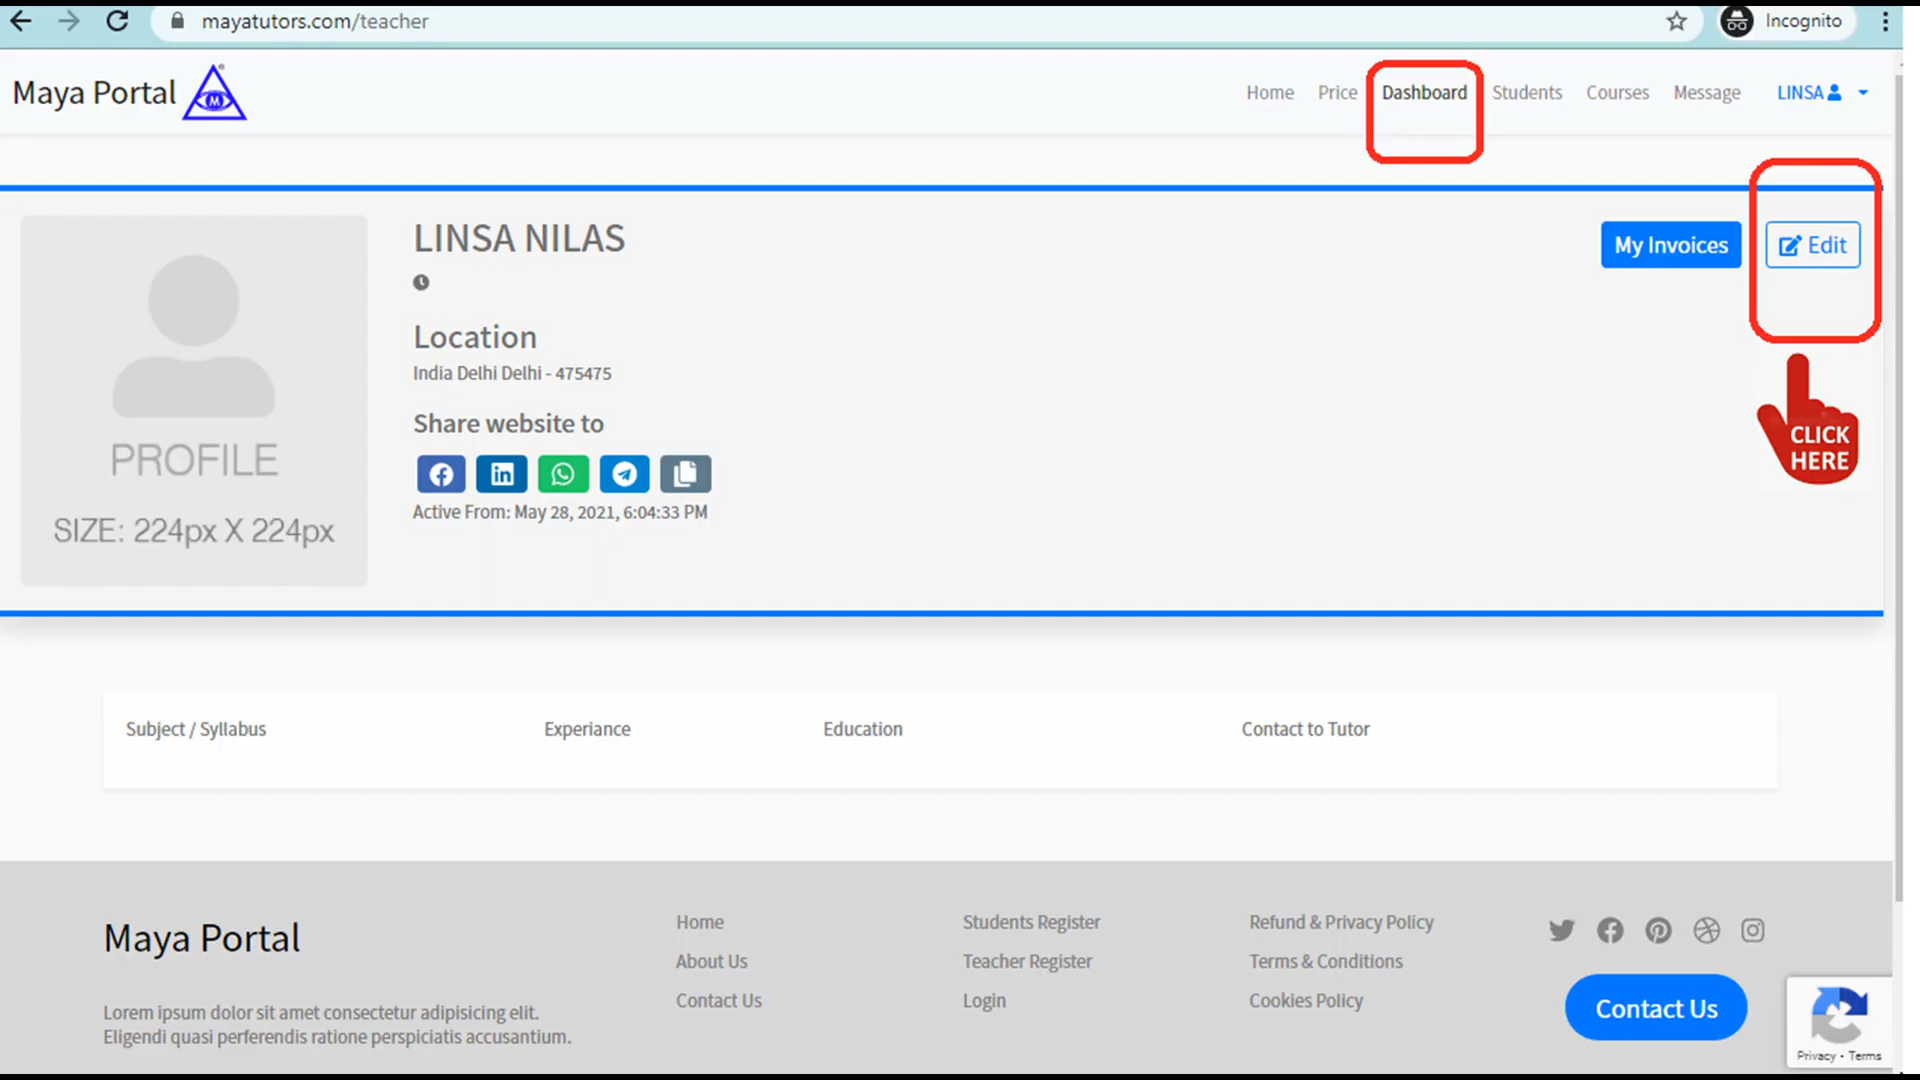 mayatutors.com/teacher
Incognito
Maya Portal
M
Home Price Dashboard Students Courses Message LINSA
LINSA NILAS
My Invoices
Edit
Location
India Delhi Delhi - 475475
Share website to
Active From: May 28, 2021, 6:04:33 PM
PROFILE
SIZE: 224px X 224px
CLICK
HERE
Subject / Syllabus Experiance Education Contact to Tutor
Maya Portal
Lorem ipsum dolor sit amet consectetur adipisicing elit.
Eligendi quasi perferendis ratione perspiciatis accusantium.
Home
About Us
Contact Us
Students Register
Teacher Register
Login
Refund & Privacy Policy
Terms & Conditions
Cookies Policy
Contact Us
Privacy - Terms